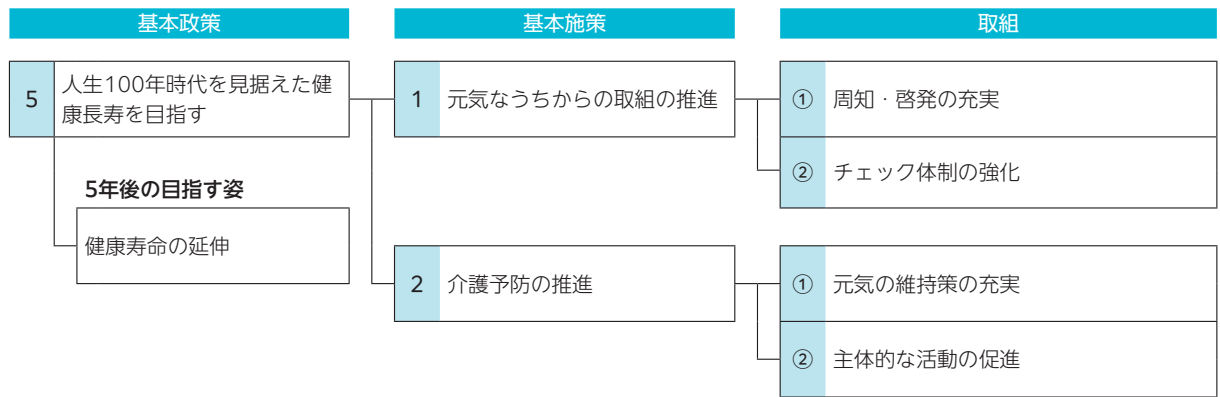 基本政策
基本施策
取組
5
人生100年時代を見据えた健
康長寿を目指す
1 元気なうちからの取組の推進
① 周知・啓発の充実
② チェック体制の強化
5年後の目指す姿
健康寿命の延伸
2 介護予防の推進
① 元気の維持策の充実
② 主体的な活動の促進